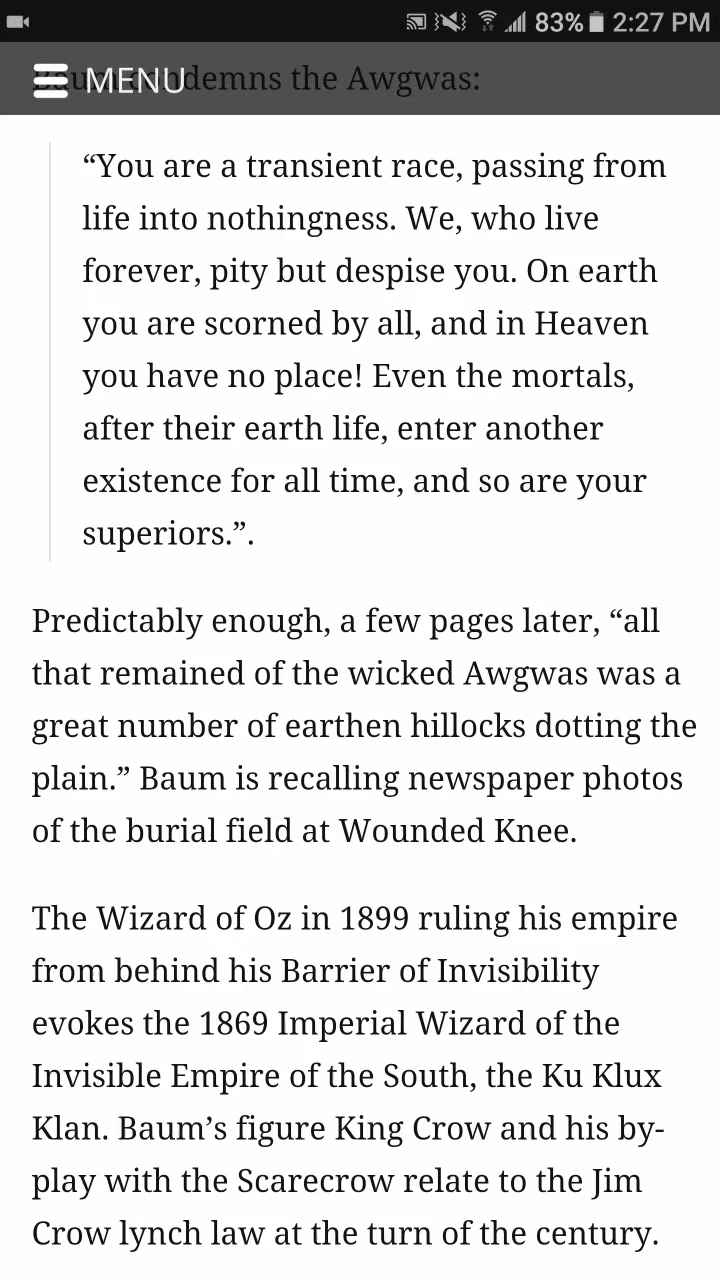 83% 2:27 PM
MENU
demns the Awgwas:
“You are a transient race, passing from
life into nothingness. We, who live
forever, pity but despise you. On earth
you are scorned by all, and in Heaven
you have no place! Even the mortals,
after their earth life, enter another
existence for all time, and so are your
superiors.”.
Predictably enough, a few pages later, “all
that remained of the wicked Awgwas was a
great number of earthen hillocks dotting the
plain.” Baum is recalling newspaper photos
of the burial field at Wounded Knee.
The Wizard of Oz in 1899 ruling his empire
from behind his Barrier of Invisibility
evokes the 1869 Imperial Wizard of the
Invisible Empire of the South, the Ku Klux
Klan. Baum’s figure King Crow and his by-
play with the Scarecrow relate to the Jim
Crow lynch law at the turn of the century.